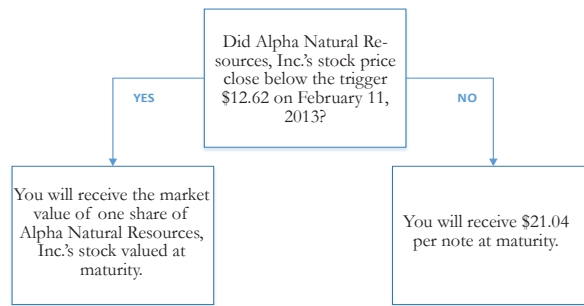 Did Alpha Natural Re-
sources, Inc.'s stock price
close below the trigger
$12.62 on February 11,
2013?
YES
NO
You will receive the market
value of one share of
Alpha Natural Resources,
Inc.'s stock valued at
maturity.
You will receive $21.04
per note at maturity.